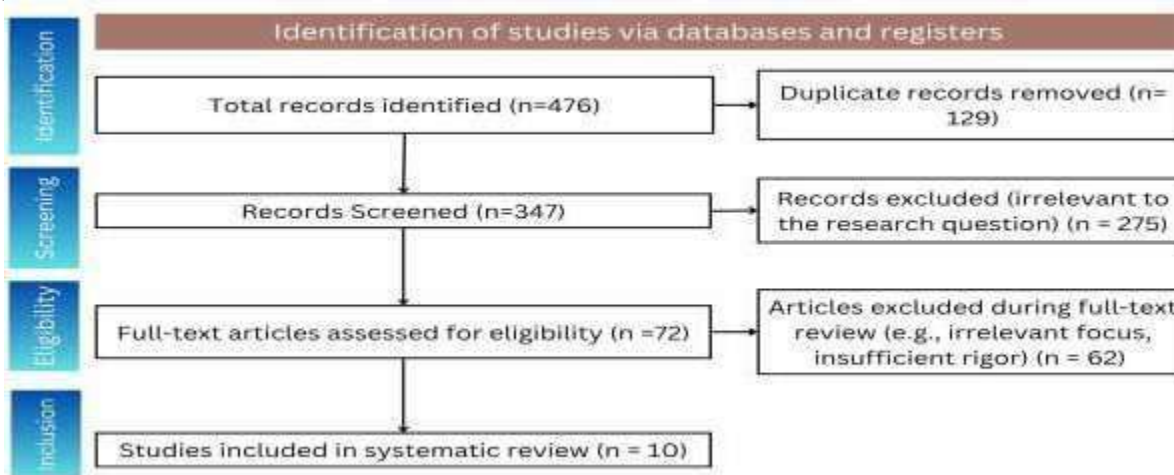 Identification of studies via databases and registers
Identification
Total records identified (n=476)
Duplicate records removed (n=
129)
Screening
Records Screened (n=347)
Records excluded (irrelevant to
the research question) (n = 275)
Eligibility
Full-text articles assessed for eligibility (n =72)
Articles excluded during full-text
review (e.g., irrelevant focus,
insufficient rigor) (n = 62)
Inclusion
Studies included in systematic review (n = 10)